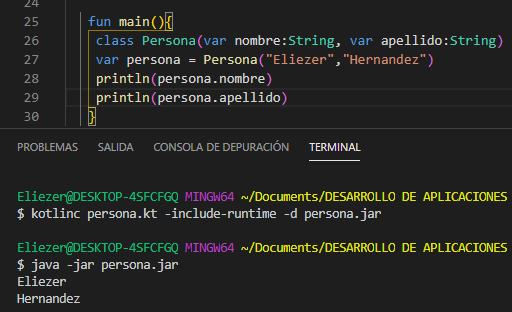 24
25 fun main(){
26 class Persona(var nombre:String, var apellido:String)
27 var persona = Persona("Eliezer","Hernandez")
28 println(persona.nombre)
29 println(persona.apellido)
30 }
PROBLEMAS SALIDA CONSOLA DE DEPURACIÓN TERMINAL
Eliezer@DESKTOP-4SFCFGQ MINGW64 ~/Documents/DESARROLLO DE APLICACIONES
$ kotlinc persona.kt -include-runtime -d persona.jar
Eliezer@DESKTOP-4SFCFGQ MINGW64 ~/Documents/DESARROLLO DE APLICACIONES
$ java -jar persona.jar
Eliezer
Hernandez